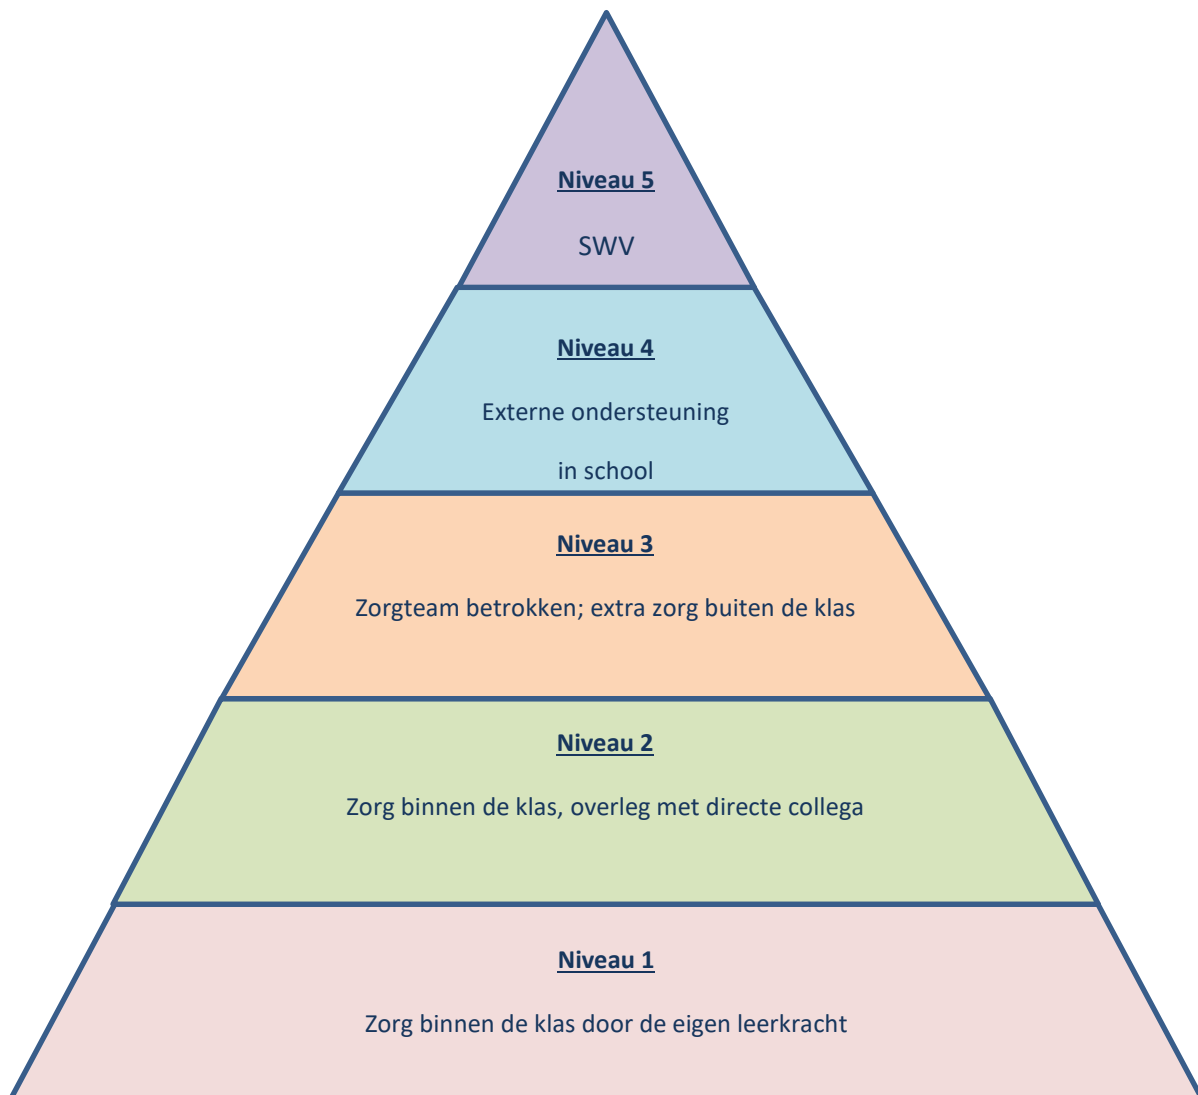 Niveau 5
SWV
Niveau 4
Externe ondersteuning
in school
Niveau 3
Zorgteam betrokken; extra zorg buiten de klas
Niveau 2
Zorg binnen de klas, overleg met directe collega
Niveau 1
Zorg binnen de klas door de eigen leerkracht